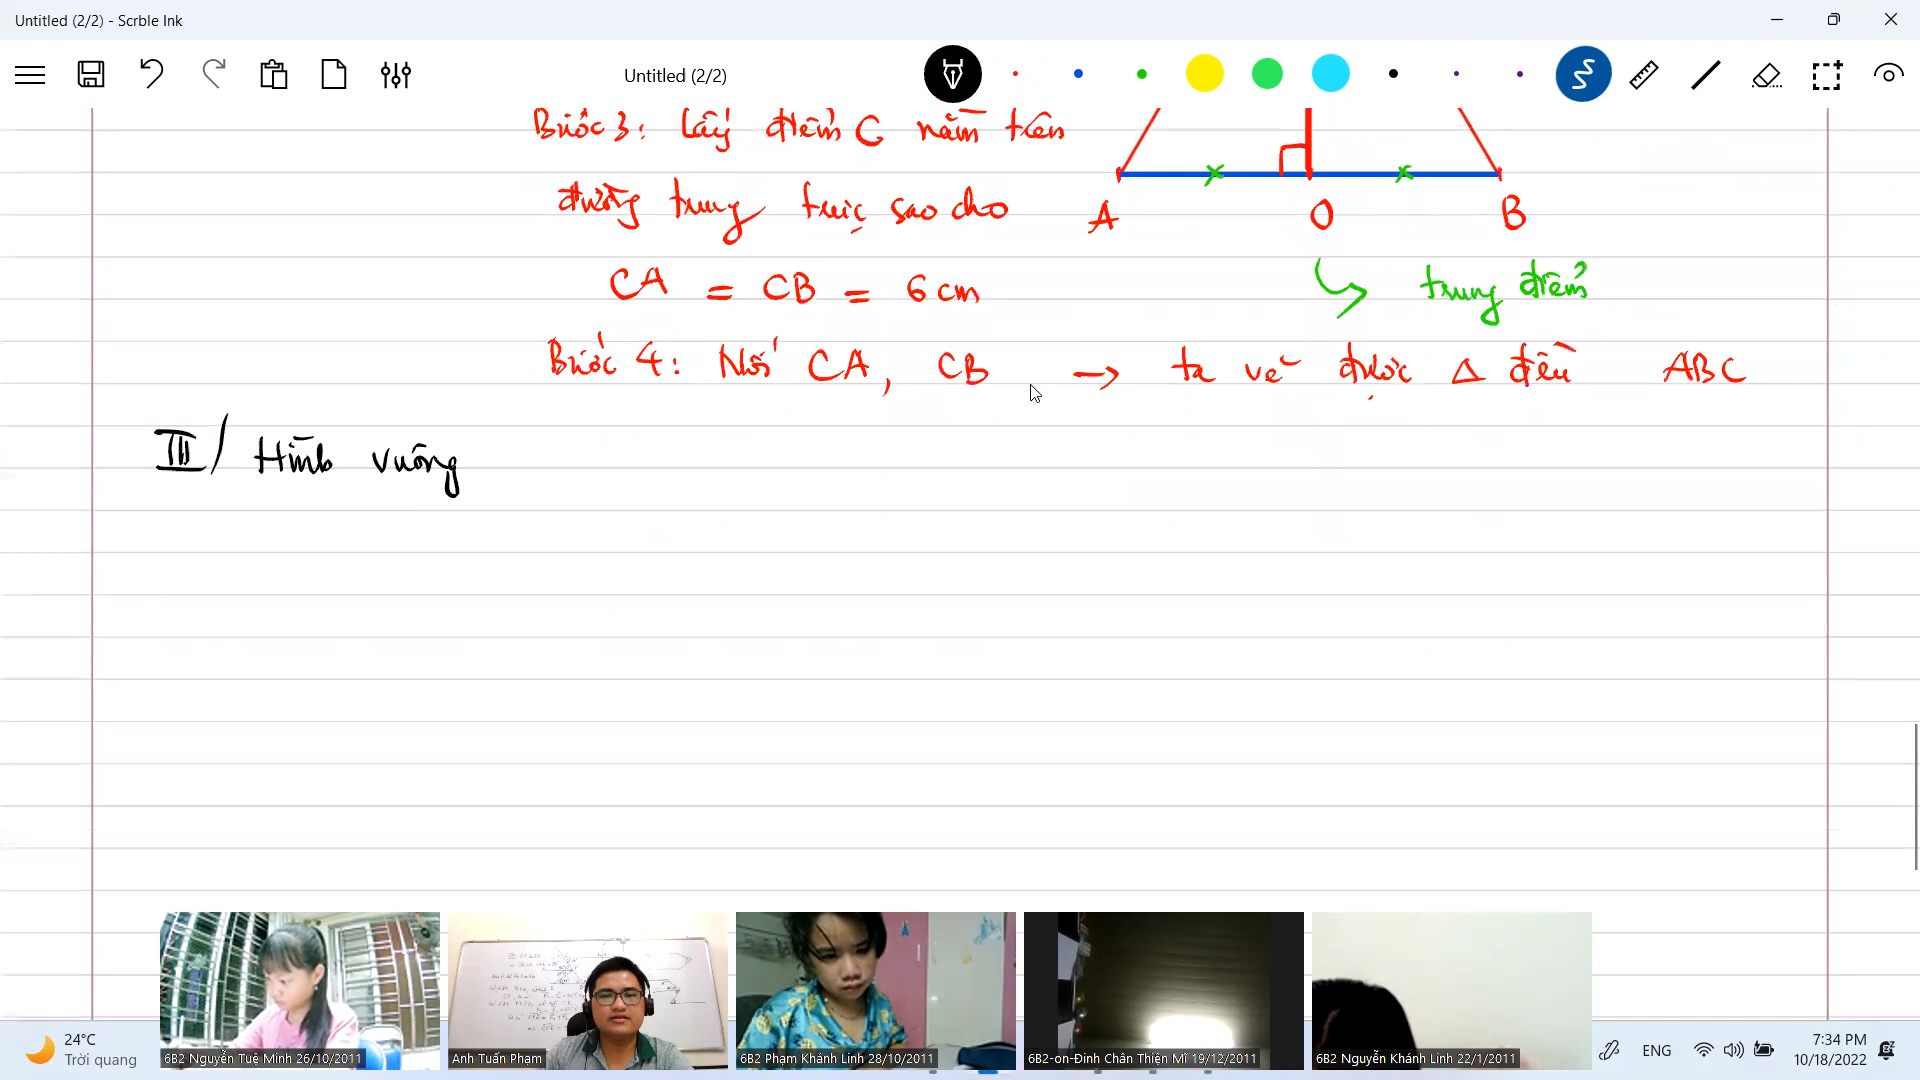 Untitled (2/2) - Scrble Ink
Untitled (2/2)
Bước 3: Lấy điểm C nằm trên
đường trung trực sao cho
A O B
CA = CB = 6 cm
trung điểm
Bước 4: Nối CA, CB → ta vẽ được Δ đều ABC
III/ Hình vuông
6B2 Nguyễn Tuệ Minh 26/10/2011
Anh Tuấn Phạm
6B2 Phạm Khánh Linh 28/10/2011
6B2-on-Đinh Chân Thiện Mĩ 19/12/2011
6B2 Nguyễn Khánh Linh 22/1/2011
24°C
Trời quang
ENG
7:34 PM
10/18/2022